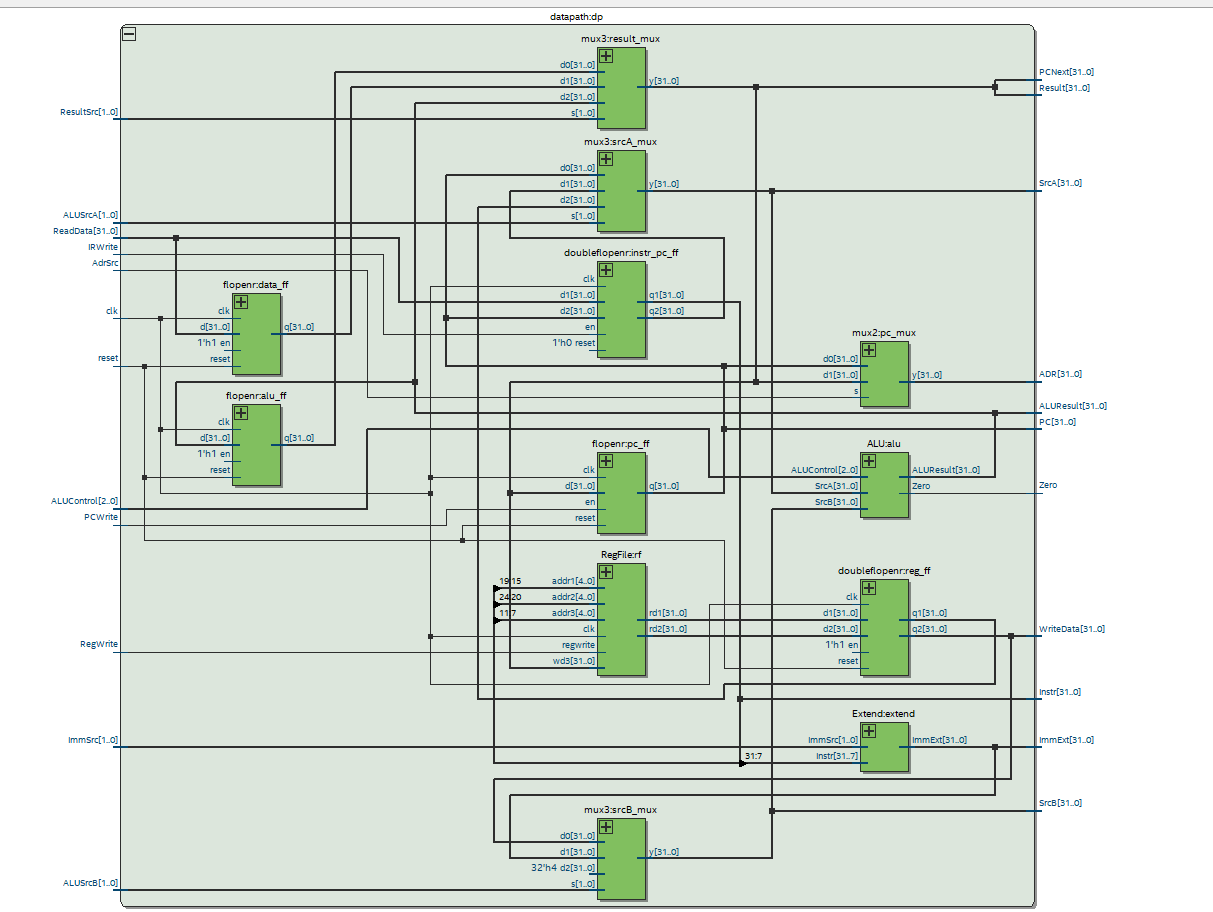 datapath:dp
mux3:result_mux
d0[31..0]
d1[31..0]
d2[31..0]
s[1..0]
y[31..0]
PCNext[31..0]
Result[31..0]
ResultSrc[1..0]
mux3:srcA_mux
d0[31..0]
d1[31..0]
d2[31..0]
s[1..0]
y[31..0]
SrcA[31..0]
ALUSrcA[1..0]
ReadData[31..0]
IRWrite
AdrSrc
doubleflopenr:instr_pc_ff
clk
d1[31..0]
d2[31..0]
en
1'h0 reset
q1[31..0]
q2[31..0]
flopenr:data_ff
clk
d[31..0]
1'h1 en
reset
q[31..0]
clk
reset
mux2:pc_mux
d0[31..0]
d1[31..0]
s
y[31..0]
ADR[31..0]
ALUResult[31..0]
PC[31..0]
flopenr:alu_ff
clk
d[31..0]
1'h1 en
reset
q[31..0]
flopenr:pc_ff
clk
d[31..0]
en
reset
q[31..0]
ALU:alu
ALUControl[2..0]
SrcA[31..0]
SrcB[31..0]
ALUResult[31..0]
Zero
Zero
ALUControl[2..0]
PCWrite
RegFile:rf
19:15
24:20
11:7
addr1[4..0]
addr2[4..0]
addr3[4..0]
clk
regwrite
wd3[31..0]
rd1[31..0]
rd2[31..0]
doubleflopenr:reg_ff
clk
d1[31..0]
d2[31..0]
1'h1 en
reset
q1[31..0]
q2[31..0]
WriteData[31..0]
RegWrite
Instr[31..0]
Extend:extend
ImmSrc[1..0]
Instr[31..7]
ImmExt[31..0]
31:7
ImmExt[31..0]
ImmSrc[1..0]
SrcB[31..0]
mux3:srcB_mux
d0[31..0]
d1[31..0]
32'h4 d2[31..0]
s[1..0]
y[31..0]
ALUSrcB[1..0]